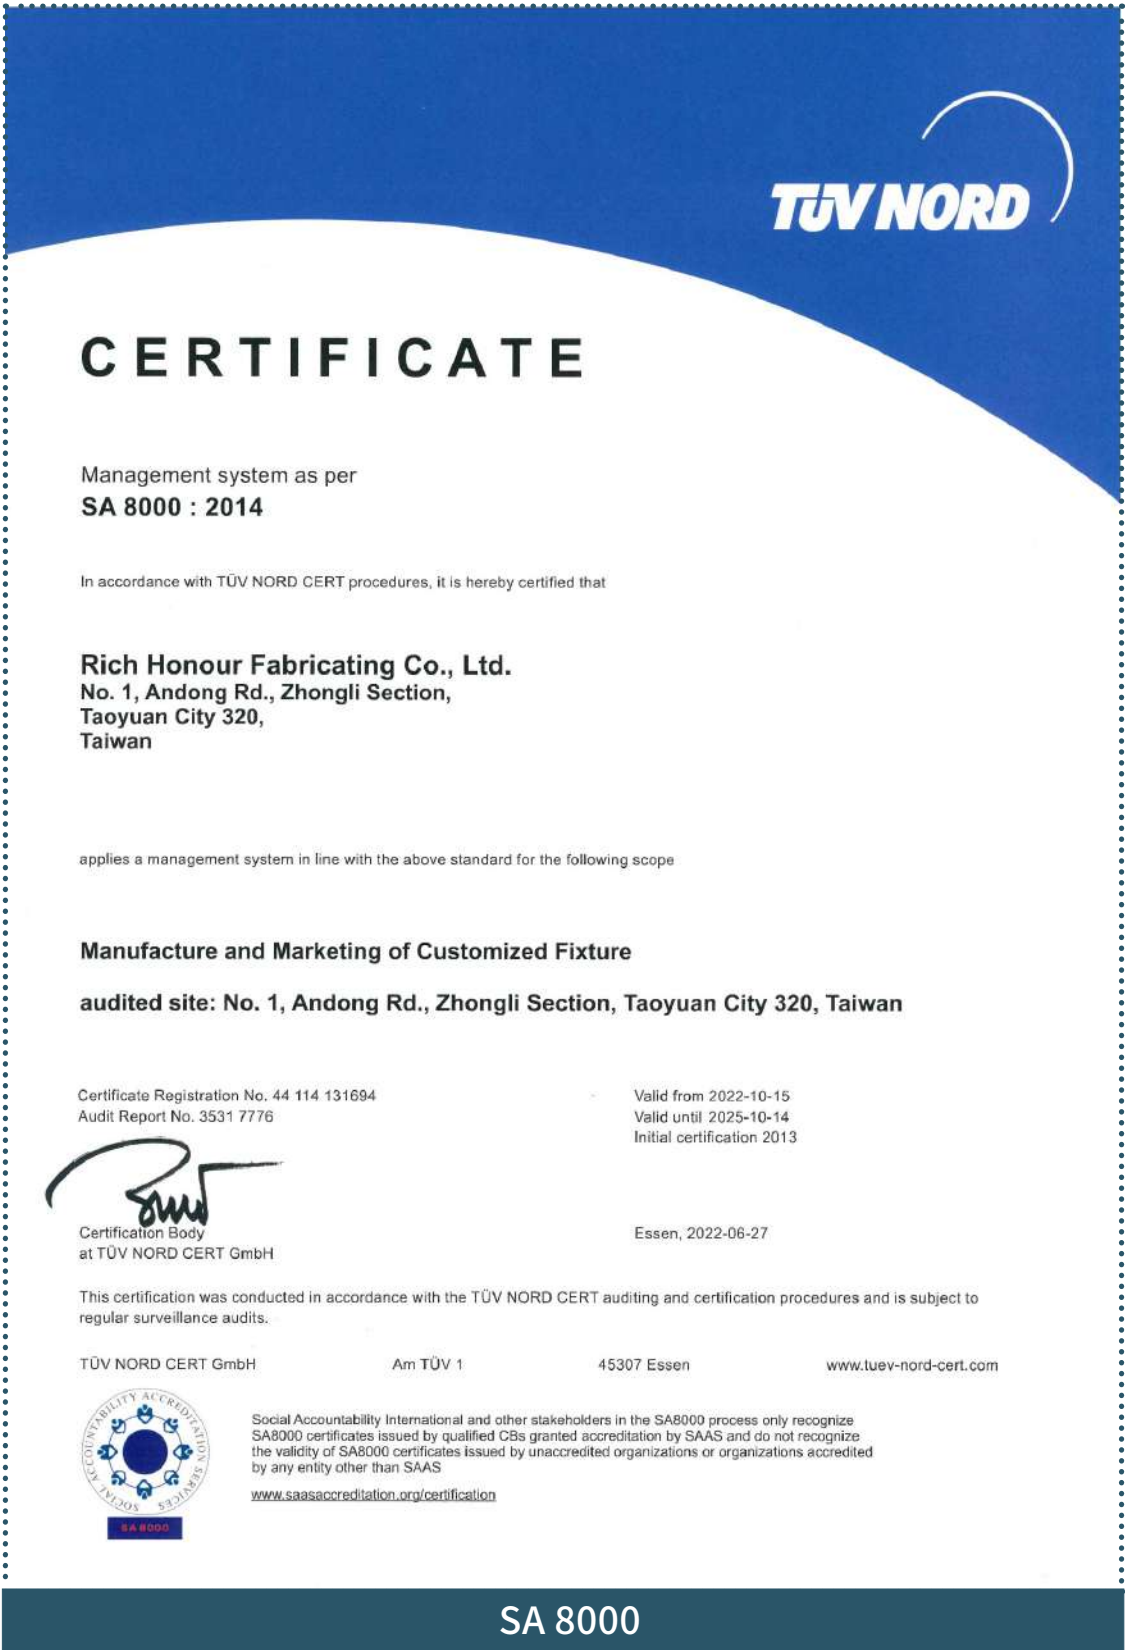 TÜV NORD
CERTIFICATE
Management system as per
SA 8000 : 2014
In accordance with TÜV NORD CERT procedures, it is hereby certified that
Rich Honour Fabricating Co., Ltd.
No. 1, Andong Rd., Zhongli Section,
Taoyuan City 320,
Taiwan
applies a management system in line with the above standard for the following scope
Manufacture and Marketing of Customized Fixture
audited site: No. 1, Andong Rd., Zhongli Section, Taoyuan City 320, Taiwan
Certificate Registration No. 44 114 131694
Audit Report No. 3531 7776
Valid from 2022-10-15
Valid until 2025-10-14
Initial certification 2013
Certification Body
at TÜV NORD CERT GmbH
Essen, 2022-06-27
This certification was conducted in accordance with the TÜV NORD CERT auditing and certification procedures and is subject to
regular surveillance audits.
TÜV NORD CERT GmbH Am TÜV 1 45307 Essen www.tuev-nord-cert.com
SOCIAL ACCOUNTABILITY ACCREDITATION SERVICES
SA 8000
Social Accountability International and other stakeholders in the SA8000 process only recognize
SA8000 certificates issued by qualified CBs granted accreditation by SAAS and do not recognize
the validity of SA8000 certificates issued by unaccredited organizations or organizations accredited
by any entity other than SAAS
www.saasaccreditation.org/certification
SA 8000